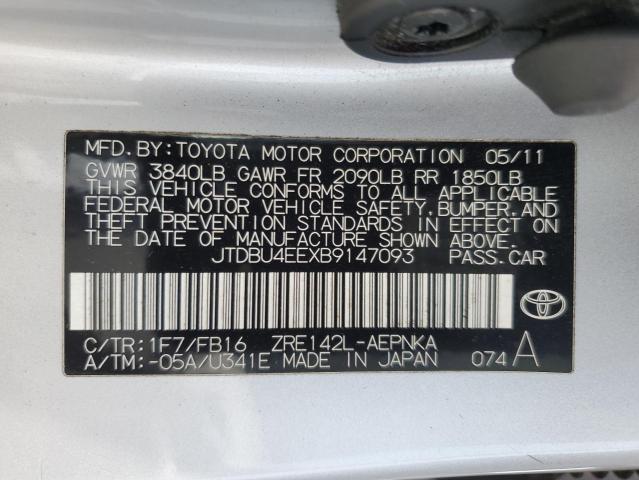 MFD.BY:TOYOTA MOTOR CORPORATION 05/11
GVWR 3840LB GAWR FR 2090LB RR 1850LB
THIS VEHICLE CONFORMS TO ALL APPLICABLE
FEDERAL MOTOR VEHICLE SAFETY,BUMPER,AND
THEFT PREVENTION STANDARDS IN EFFECT ON
THE DATE OF MANUFACTURE SHOWN ABOVE.
JTDBU4EEXB9147093 PASS.CAR
C/TR:1F7/FB16 ZRE142L-AEPNKA
A/TM:-05A/U341E MADE IN JAPAN 074A